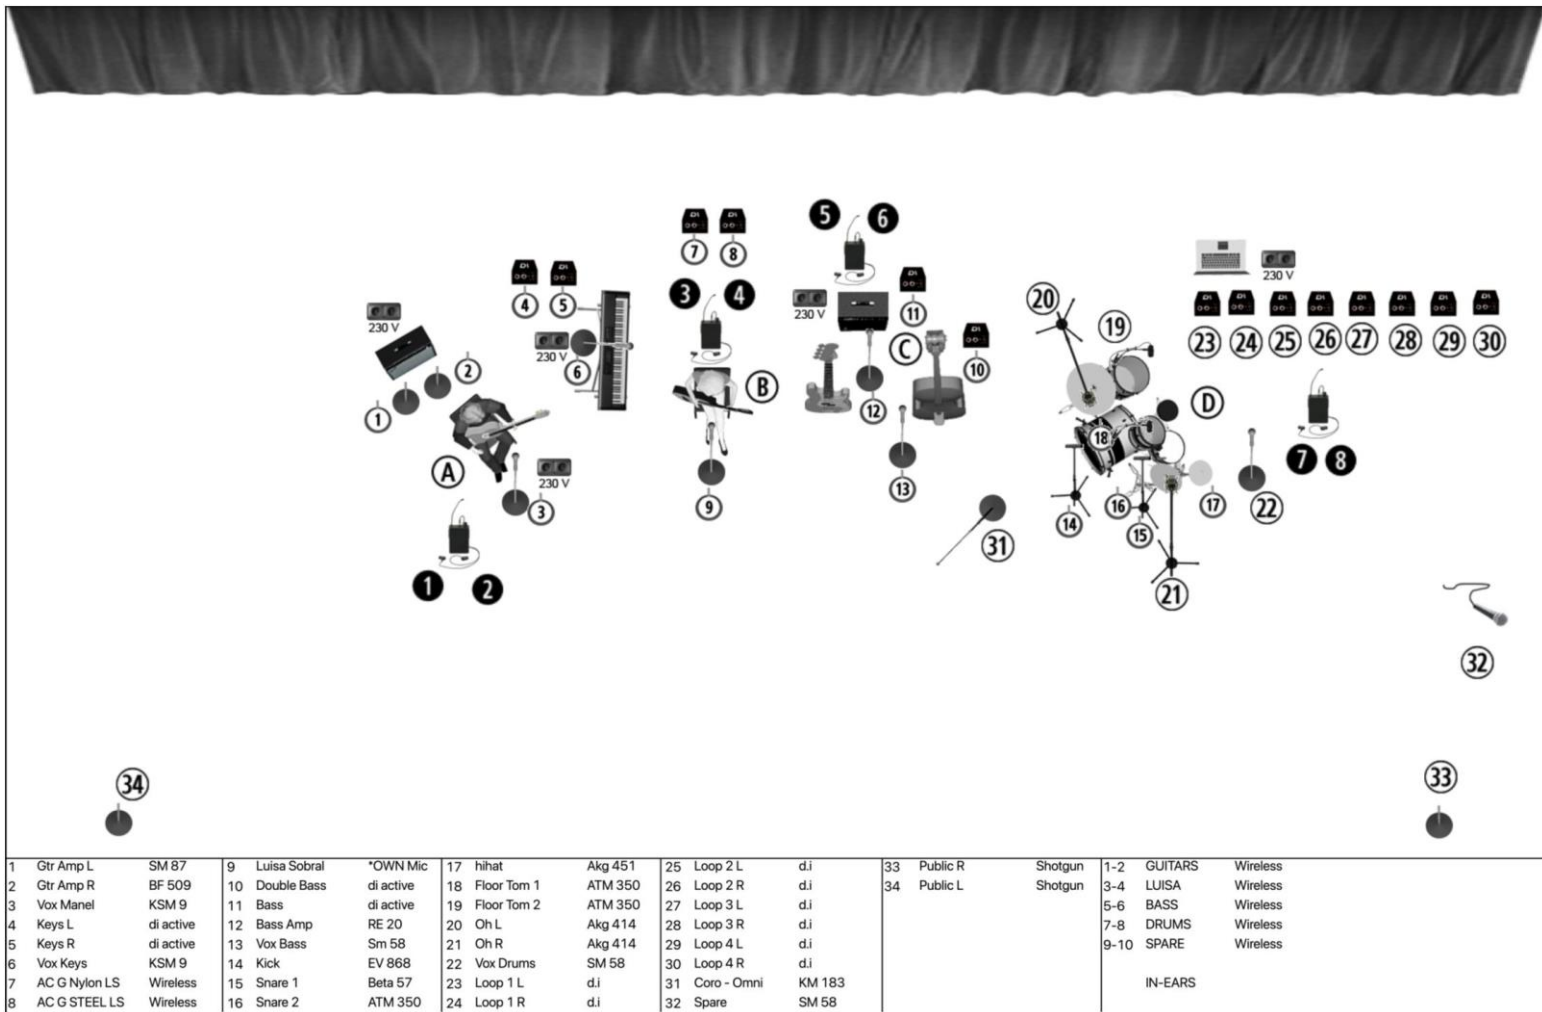 5 6
7 8
4 5
3 4
11
230 V
20
19
230 V
230 V
23 24 25 26 27 28 29 30
C
10
230 V
6
2
1
B
12
D
18
7 8
A
230 V
3
9
13
14
16
15
17
22
31
1 2
21
32
34
33
1 Gtr Amp L SM 87
2 Gtr Amp R BF 509
3 Vox Manel KSM 9
4 Keys L di active
5 Keys R di active
6 Vox Keys KSM 9
7 AC G Nylon LS Wireless
8 AC G STEEL LS Wireless
9 Luisa Sobral *OWN Mic
10 Double Bass di active
11 Bass di active
12 Bass Amp RE 20
13 Vox Bass Sm 58
14 Kick EV 868
15 Snare 1 Beta 57
16 Snare 2 ATM 350
17 hihat Akg 451
18 Floor Tom 1 ATM 350
19 Floor Tom 2 ATM 350
20 Oh L Akg 414
21 Oh R Akg 414
22 Vox Drums SM 58
23 Loop 1 L d.i
24 Loop 1 R d.i
25 Loop 2 L d.i
26 Loop 2 R d.i
27 Loop 3 L d.i
28 Loop 3 R d.i
29 Loop 4 L d.i
30 Loop 4 R d.i
31 Coro - Omni KM 183
32 Spare SM 58
33 Public R Shotgun
34 Public L Shotgun
1-2 GUITARS Wireless
3-4 LUISA Wireless
5-6 BASS Wireless
7-8 DRUMS Wireless
9-10 SPARE Wireless
IN-EARS